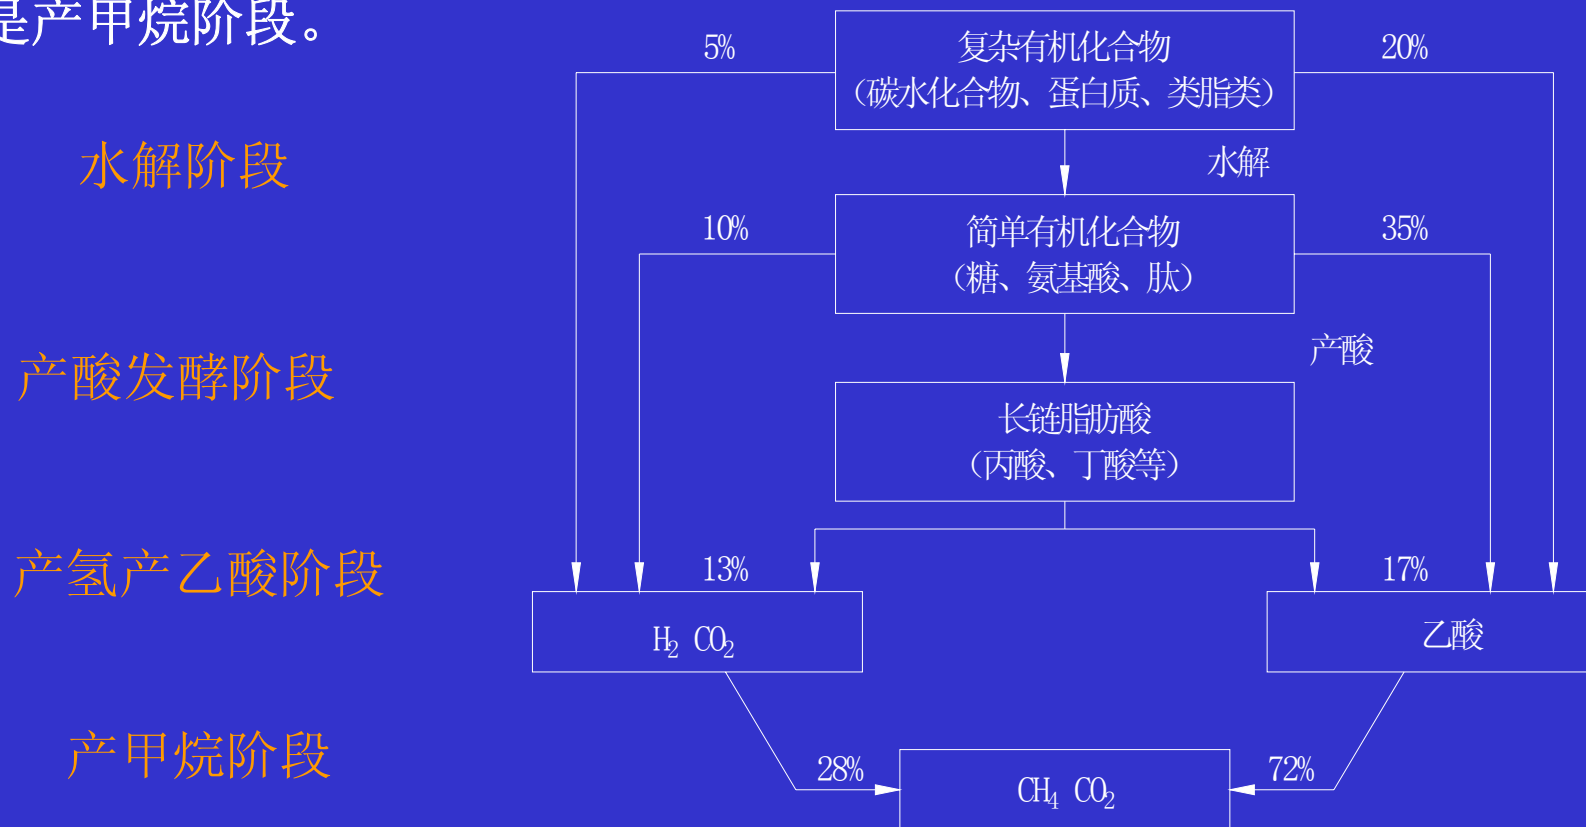 是产甲烷阶段。
5%
复杂有机化合物
20%
（碳水化合物、蛋白质、类脂类）
水解阶段
水解
10%
简单有机化合物
35%
（糖、氨基酸、肽）
产酸
产酸发酵阶段
长链脂肪酸
（丙酸、丁酸等）
产氢产乙酸阶段
13%
17%
H₂ CO₂
乙酸
产甲烷阶段
28%
72%
CH₄ CO₂